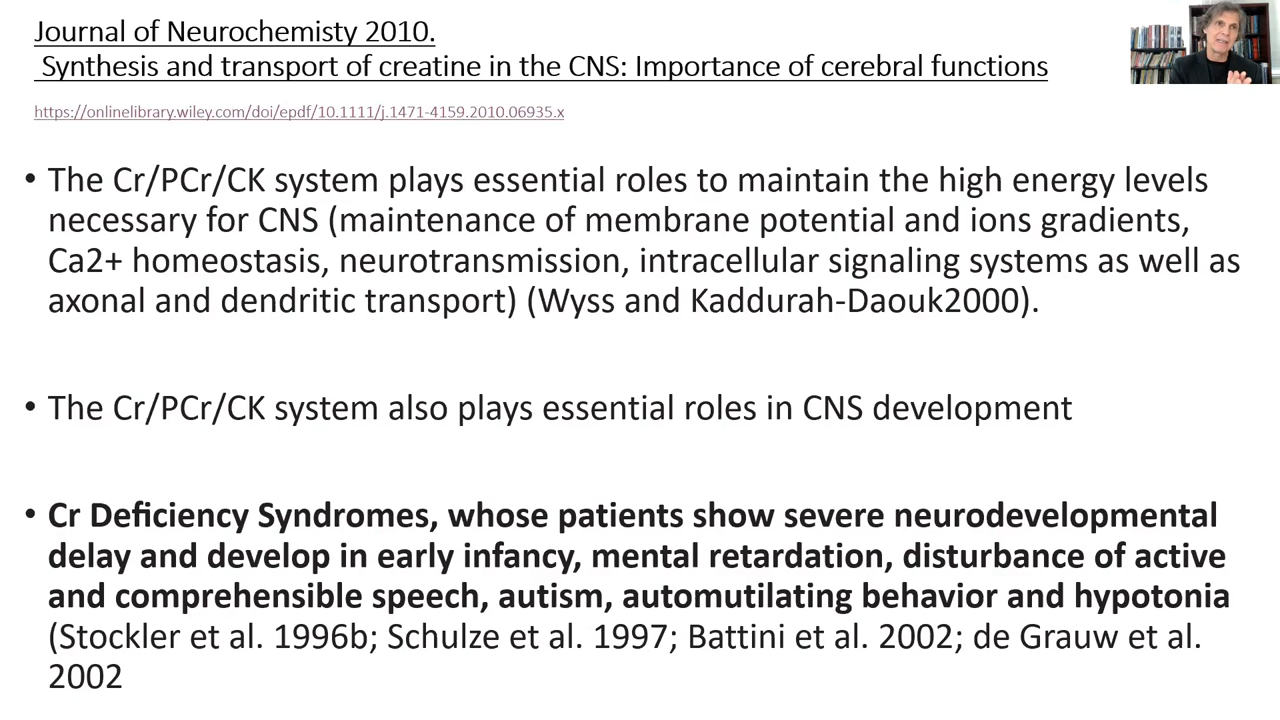 Journal of Neurochemisty 2010.
Synthesis and transport of creatine in the CNS: Importance of cerebral functions
https://onlinelibrary.wiley.com/doi/epdf/10.1111/j.1471-4159.2010.06935.x
• The Cr/PCr/CK system plays essential roles to maintain the high energy levels
necessary for CNS (maintenance of membrane potential and ions gradients,
Ca2+ homeostasis, neurotransmission, intracellular signaling systems as well as
axonal and dendritic transport) (Wyss and Kaddurah-Daouk2000).
• The Cr/PCr/CK system also plays essential roles in CNS development
• Cr Deficiency Syndromes, whose patients show severe neurodevelopmental
delay and develop in early infancy, mental retardation, disturbance of active
and comprehensible speech, autism, automutilating behavior and hypotonia
(Stockler et al. 1996b; Schulze et al. 1997; Battini et al. 2002; de Grauw et al.
2002